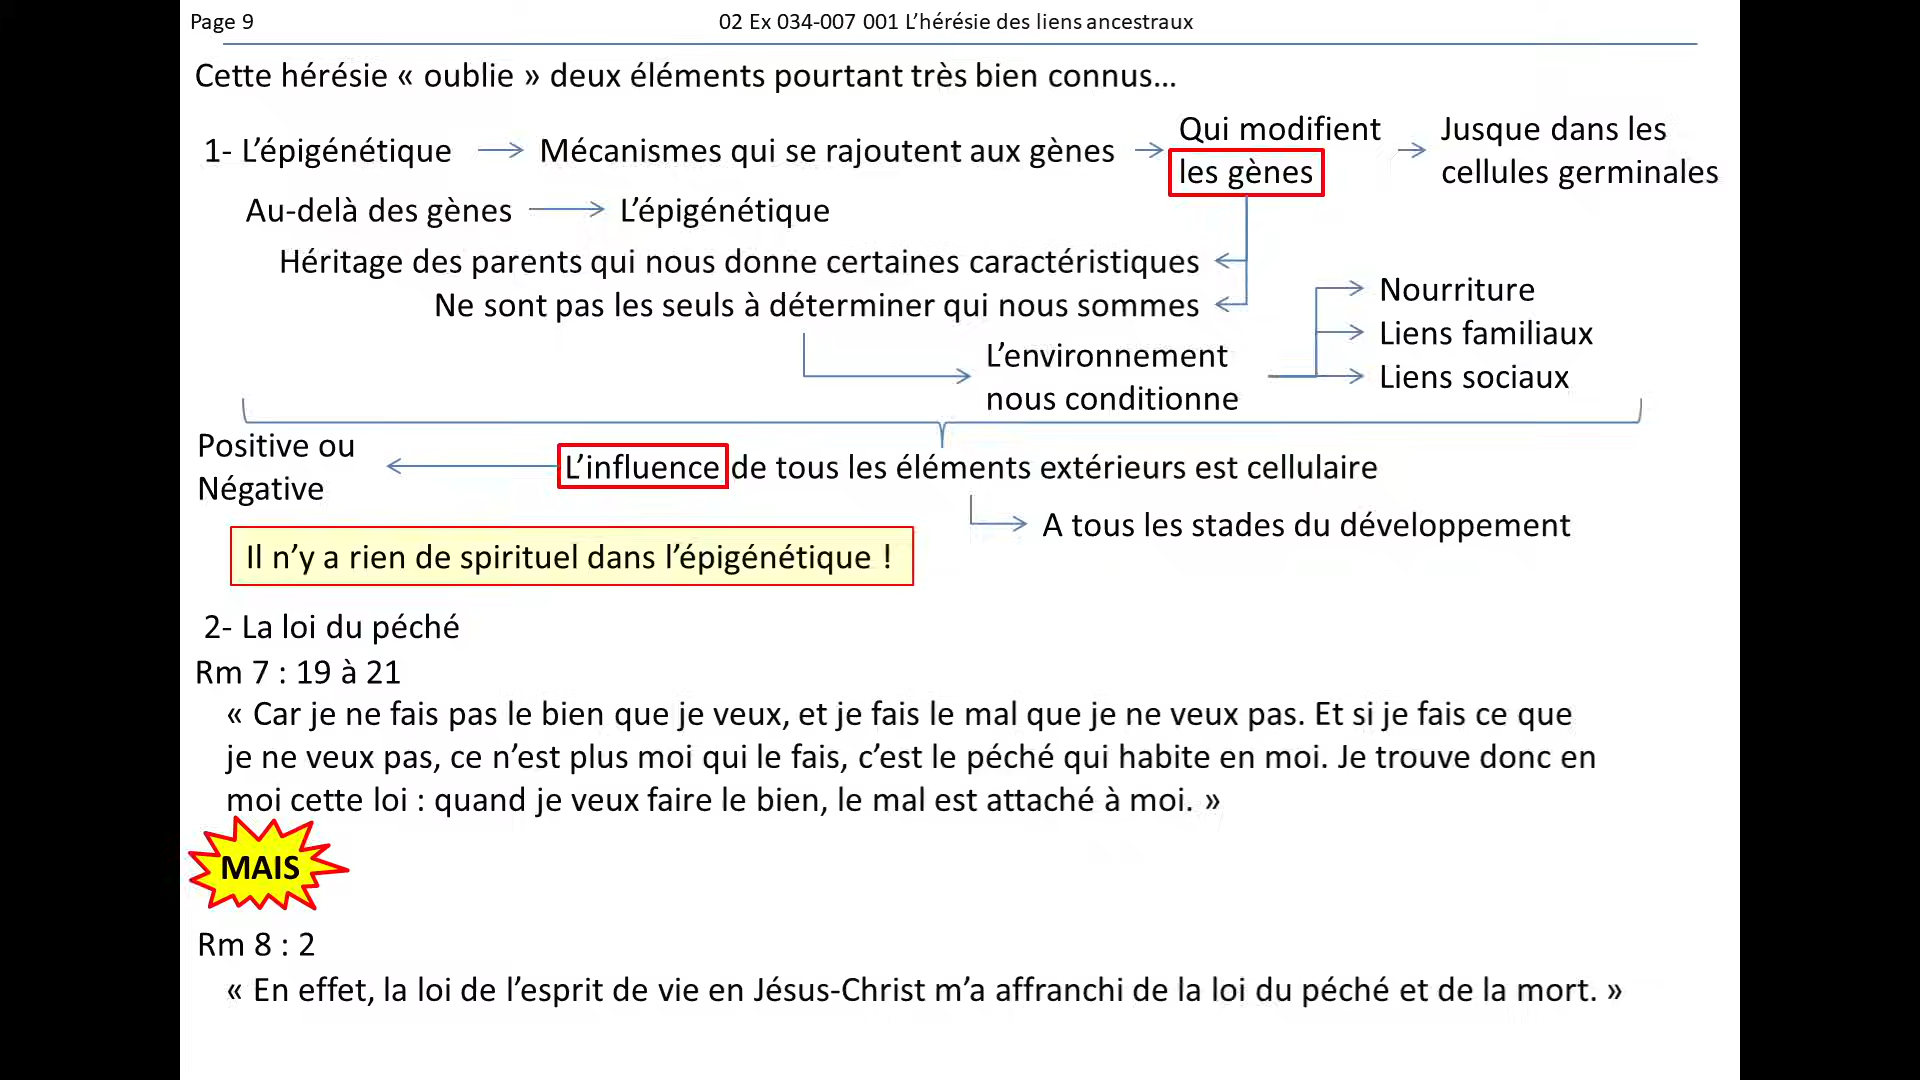 Page 9
02 Ex 034-007 001 L’hérésie des liens ancestraux
Cette hérésie « oublie » deux éléments pourtant très bien connus…
1- L’épigénétique
Mécanismes qui se rajoutent aux gènes
Qui modifient
les gènes
Jusque dans les
cellules germinales
Au-delà des gènes
L’épigénétique
Héritage des parents qui nous donne certaines caractéristiques
Ne sont pas les seuls à déterminer qui nous sommes
L’environnement
nous conditionne
Nourriture
Liens familiaux
Liens sociaux
Positive ou
Négative
L’influence de tous les éléments extérieurs est cellulaire
A tous les stades du développement
Il n’y a rien de spirituel dans l’épigénétique !
2- La loi du péché
Rm 7 : 19 à 21
« Car je ne fais pas le bien que je veux, et je fais le mal que je ne veux pas. Et si je fais ce que
je ne veux pas, ce n’est plus moi qui le fais, c’est le péché qui habite en moi. Je trouve donc en
moi cette loi : quand je veux faire le bien, le mal est attaché à moi. »
MAIS
Rm 8 : 2
« En effet, la loi de l’esprit de vie en Jésus-Christ m’a affranchi de la loi du péché et de la mort. »